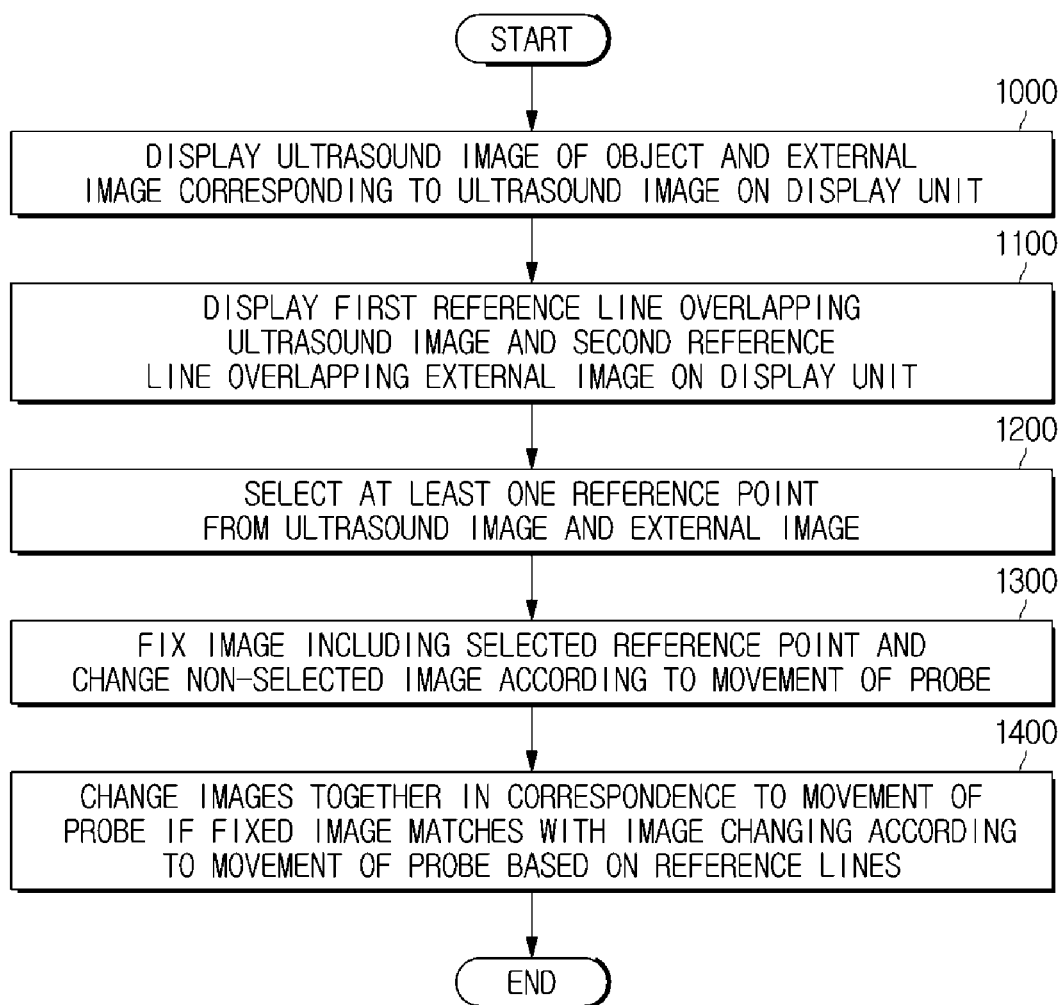 START
1000
DISPLAY ULTRASOUND IMAGE OF OBJECT AND EXTERNAL
IMAGE CORRESPONDING TO ULTRASOUND IMAGE ON DISPLAY UNIT
1100
DISPLAY FIRST REFERENCE LINE OVERLAPPING
ULTRASOUND IMAGE AND SECOND REFERENCE
LINE OVERLAPPING EXTERNAL IMAGE ON DISPLAY UNIT
1200
SELECT AT LEAST ONE REFERENCE POINT
FROM ULTRASOUND IMAGE AND EXTERNAL IMAGE
1300
FIX IMAGE INCLUDING SELECTED REFERENCE POINT AND
CHANGE NON-SELECTED IMAGE ACCORDING TO MOVEMENT OF PROBE
1400
CHANGE IMAGES TOGETHER IN CORRESPONDENCE TO MOVEMENT OF
PROBE IF FIXED IMAGE MATCHES WITH IMAGE CHANGING ACCORDING
TO MOVEMENT OF PROBE BASED ON REFERENCE LINES
END